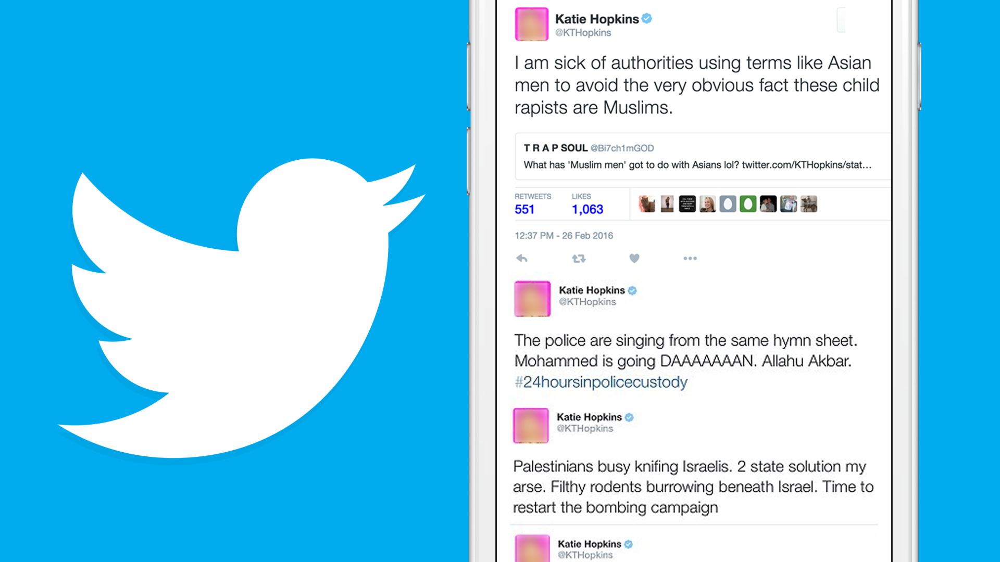 Katie Hopkins
@KTHopkins
I am sick of authorities using terms like Asian
men to avoid the very obvious fact these child
rapists are Muslims.
T R A P SOUL @Bi7ch1mGOD
What has 'Muslim men' got to do with Asians lol? twitter.com/KTHopkins/stat...
RETWEETS LIKES
551 1,063
12:37 PM - 26 Feb 2016
Katie Hopkins
@KTHopkins
The police are singing from the same hymn sheet.
Mohammed is going DAAAAAAAN. Allahu Akbar.
#24hoursinpolicecustody
Katie Hopkins
@KTHopkins
Palestinians busy knifing Israelis. 2 state solution my
arse. Filthy rodents burrowing beneath Israel. Time to
restart the bombing campaign
Katie Hopkins
@KTHopkins